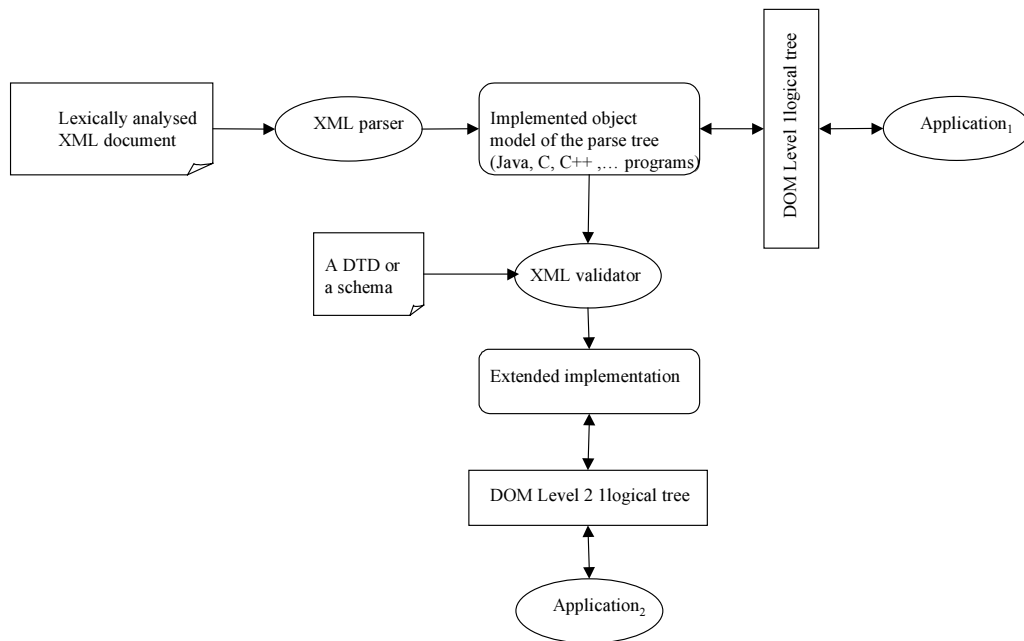 Lexically analysed
XML document
XML parser
Implemented object
model of the parse tree
(Java, C, C++ ,… programs)
DOM Level 1logical tree
Application₁
A DTD or
a schema
XML validator
Extended implementation
DOM Level 2 1logical tree
Application₂